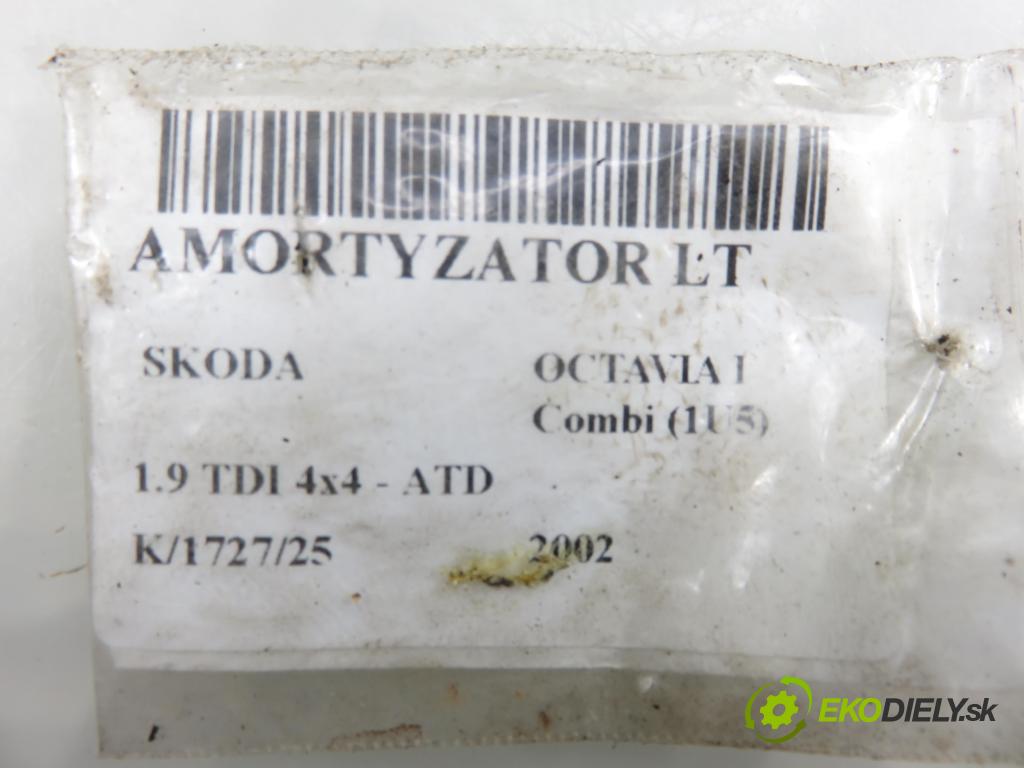 AMORTYZATOR LT
SKODA OCTAVIA I
Combi (1U5)
1.9 TDI 4x4 - ATD
K/1727/25 2002
EKODIELY.sk